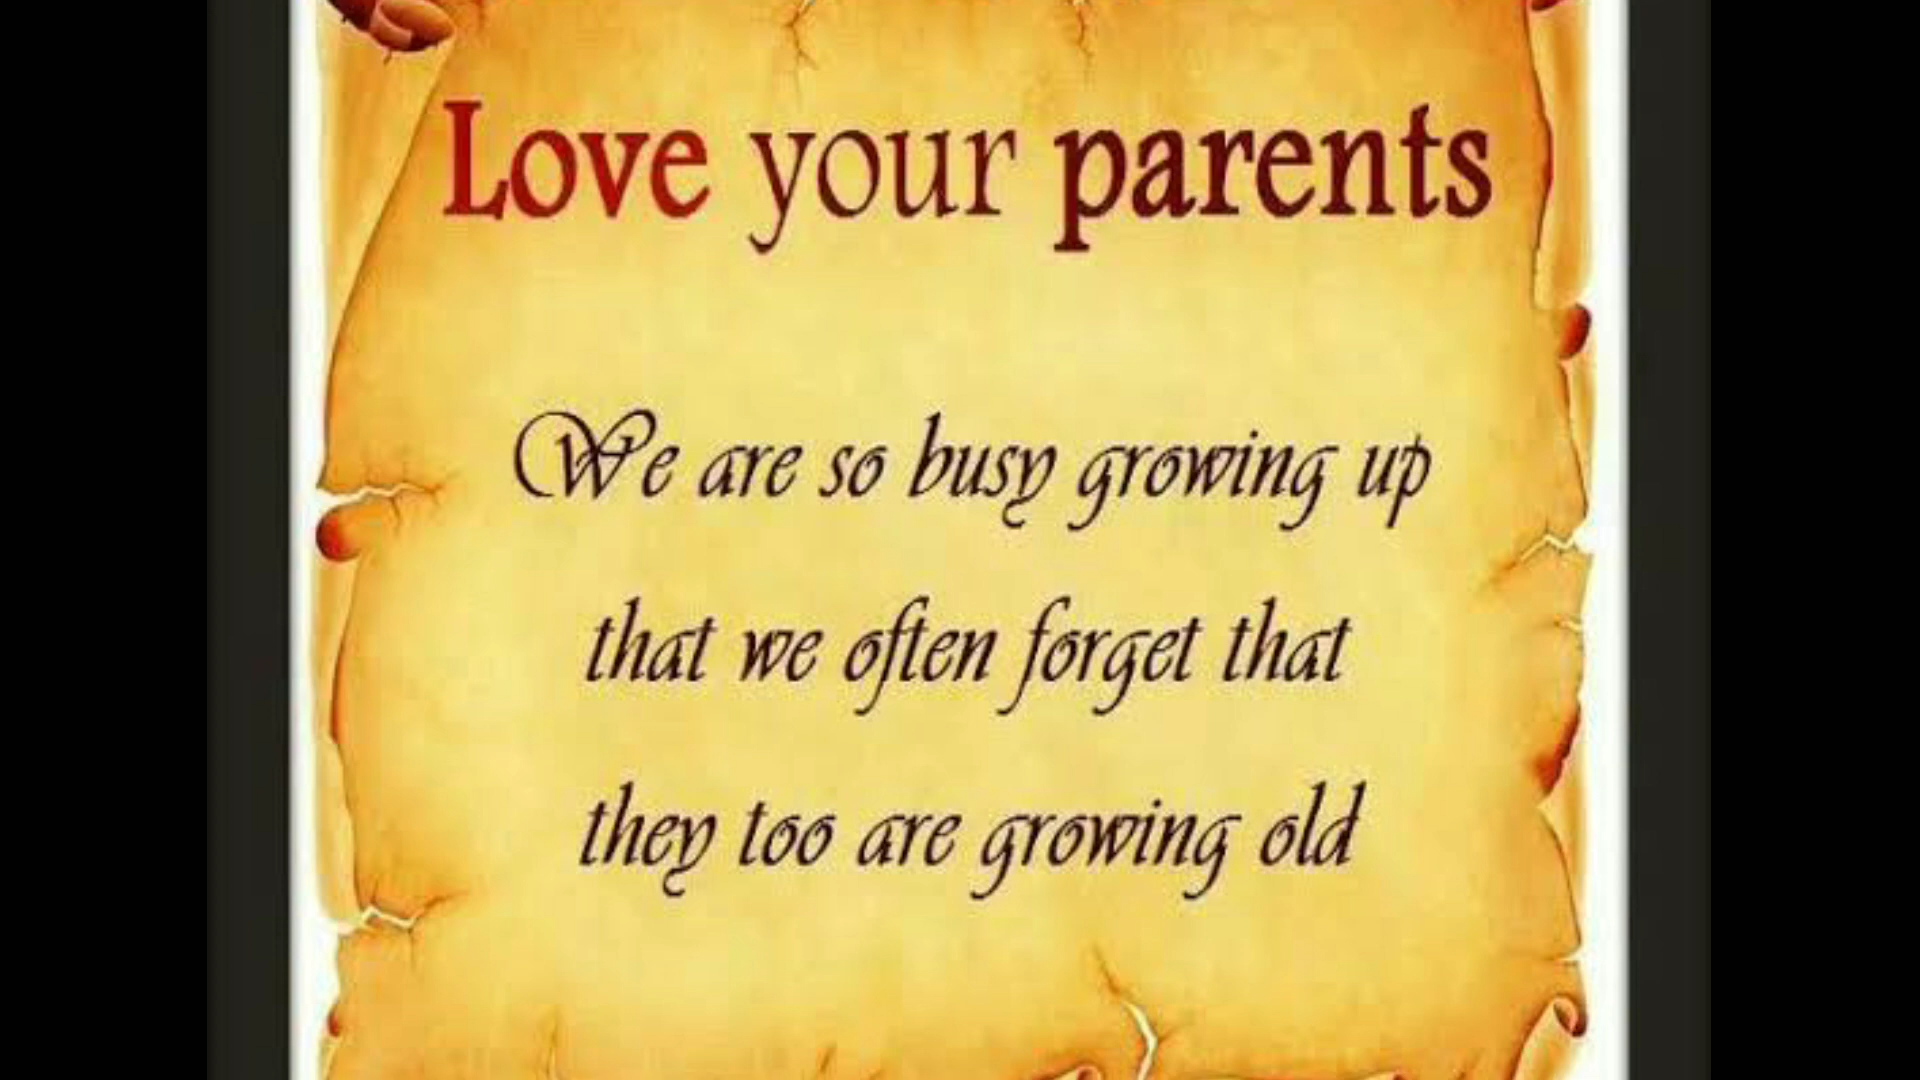 Love your parents
We are so busy growing up
that we often forget that
they too are growing old